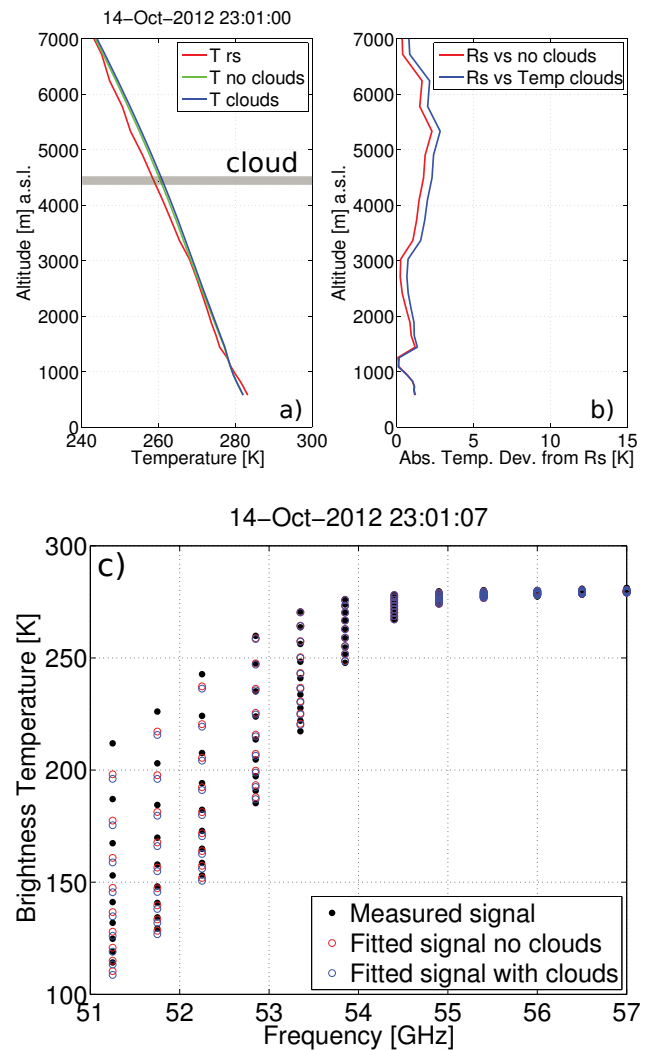 14-Oct-2012 23:01:00
7000
6000
5000
4000
3000
2000
1000
0
Altitude [m] a.s.l.
T rs
T no clouds
T clouds
cloud
a)
240 260 280 300
Temperature [K]
7000
6000
5000
4000
3000
2000
1000
0
Altitude [m] a.s.l.
Rs vs no clouds
Rs vs Temp clouds
b)
0 5 10 15
Abs. Temp. Dev. from Rs [K]
14-Oct-2012 23:01:07
c)
300
250
200
150
100
Brightness Temperature [K]
Measured signal
Fitted signal no clouds
Fitted signal with clouds
51 52 53 54 55 56 57
Frequency [GHz]